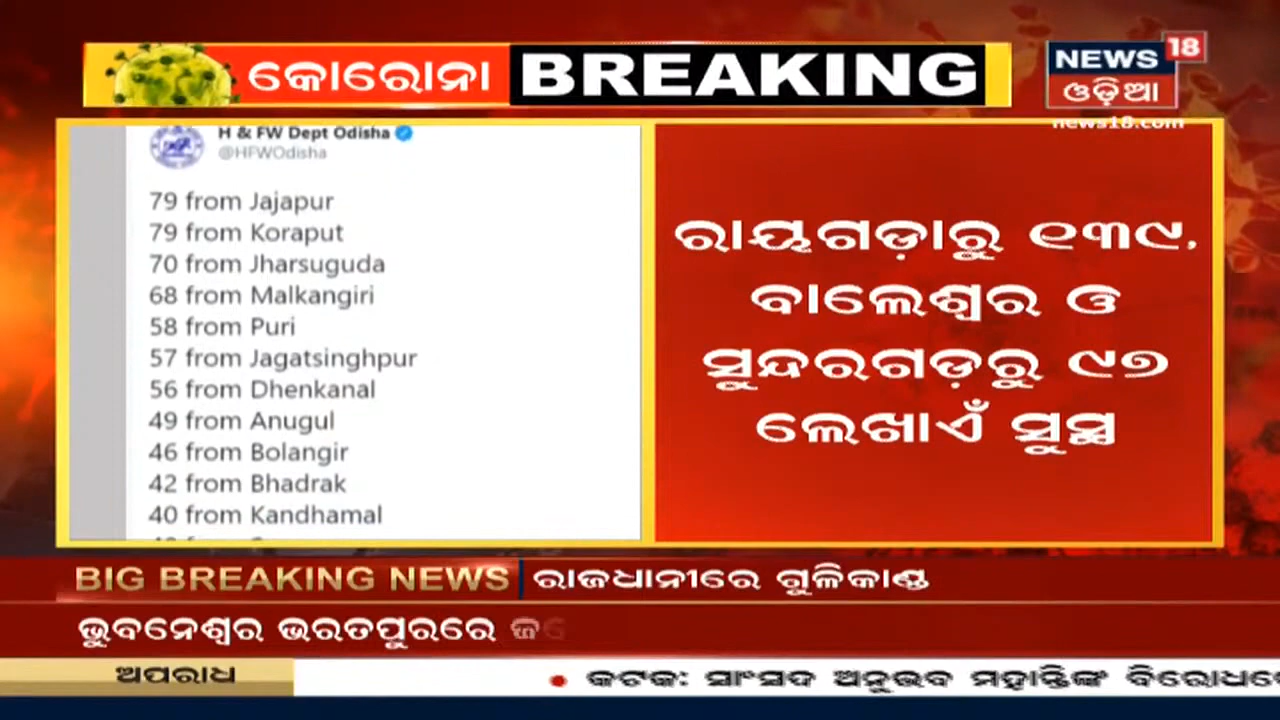 କୋରୋନା BREAKING
NEWS 18
ଓଡ଼ିଆ
news18.com
H & FW Dept Odisha
@HFWOdisha
79 from Jajapur
79 from Koraput
70 from Jharsuguda
68 from Malkangiri
58 from Puri
57 from Jagatsinghpur
56 from Dhenkanal
49 from Anugul
46 from Bolangir
42 from Bhadrak
40 from Kandhamal
ରାୟଗଡ଼ାରୁ ୧୩୯,
ବାଲେଶ୍ୱର ଓ
ସୁନ୍ଦରଗଡ଼ରୁ ୯୭
ଲେଖାଏଁ ସୁସ୍ଥ
BIG BREAKING NEWS ରାଜଧାନୀରେ ଗୁଳିକାଣ୍ଡ
ଭୁବନେଶ୍ୱର ଭରତପୁରରେ
ଅପରାଧ
• କଟକ: ସାଂସଦ ଅନୁଭବ ମହାନ୍ତିଙ୍କ